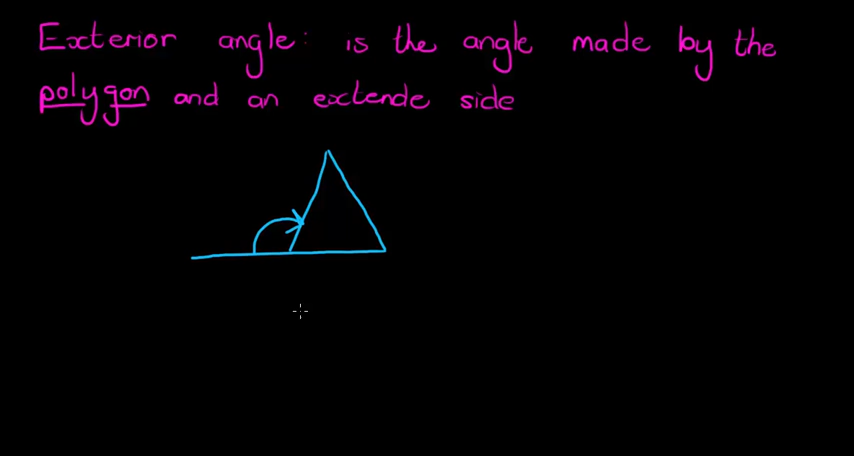 Exterior angle: is the angle made by the
polygon and an extende side